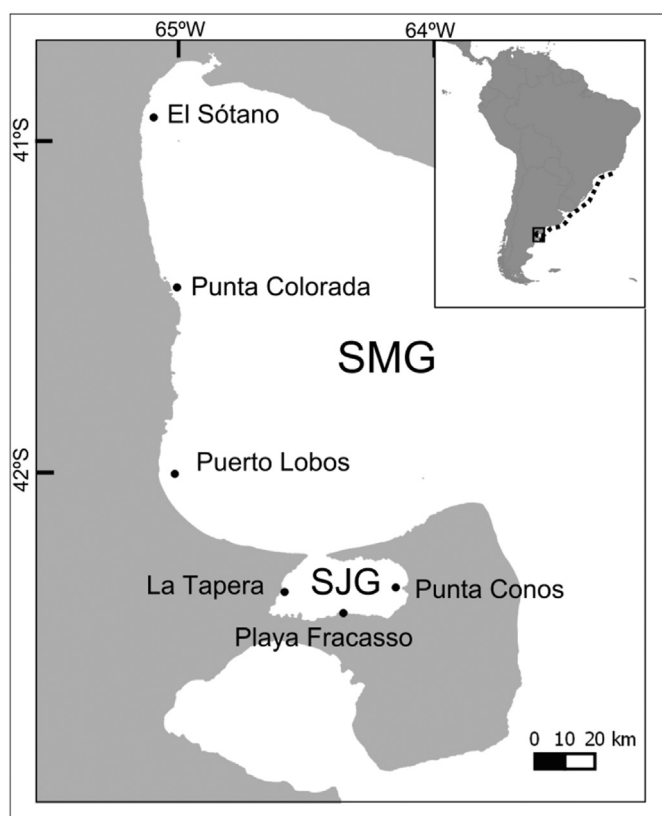 65ºW
64ºW
41ºS
El Sótano
Punta Colorada
SMG
42ºS
Puerto Lobos
La Tapera
SJG
Punta Conos
Playa Fracasso
0 10 20 km